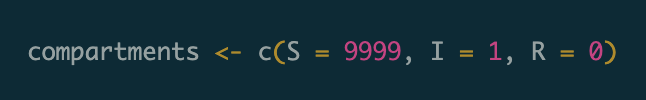 compartments <- c(S = 9999, I = 1, R = 0)